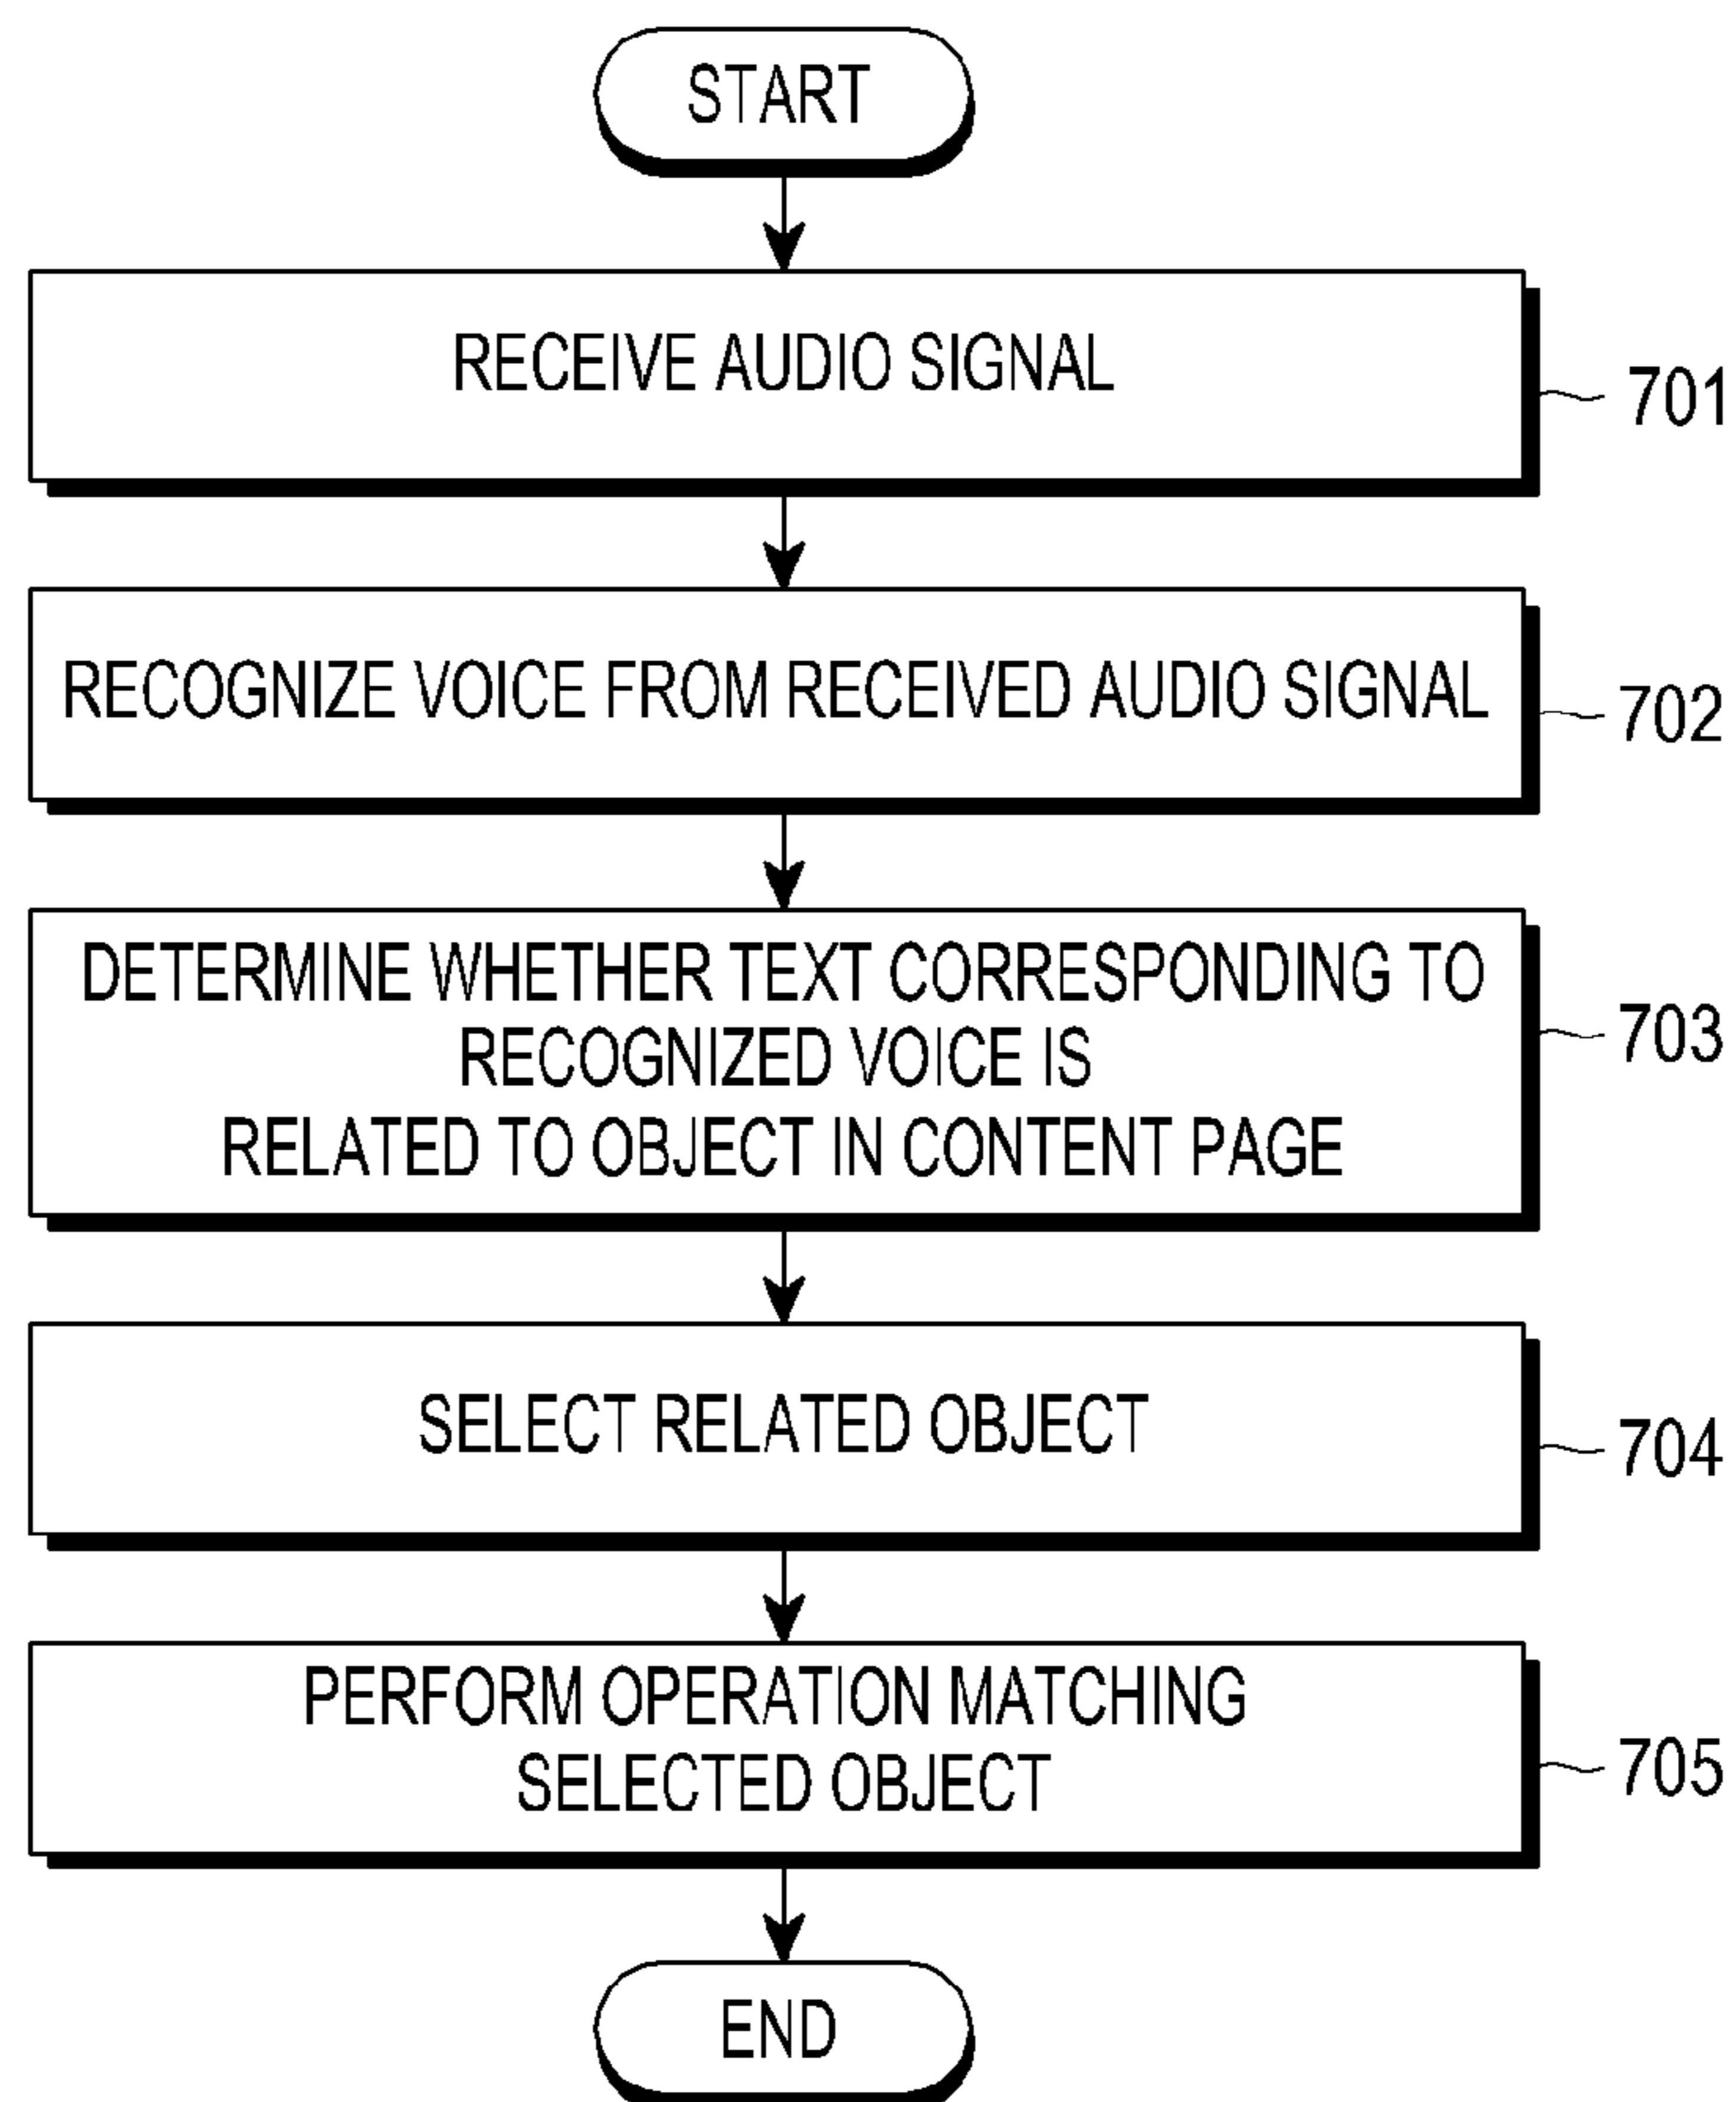 START
RECEIVE AUDIO SIGNAL
701
RECOGNIZE VOICE FROM RECEIVED AUDIO SIGNAL
702
DETERMINE WHETHER TEXT CORRESPONDING TO
RECOGNIZED VOICE IS
RELATED TO OBJECT IN CONTENT PAGE
703
SELECT RELATED OBJECT
704
PERFORM OPERATION MATCHING
SELECTED OBJECT
705
END